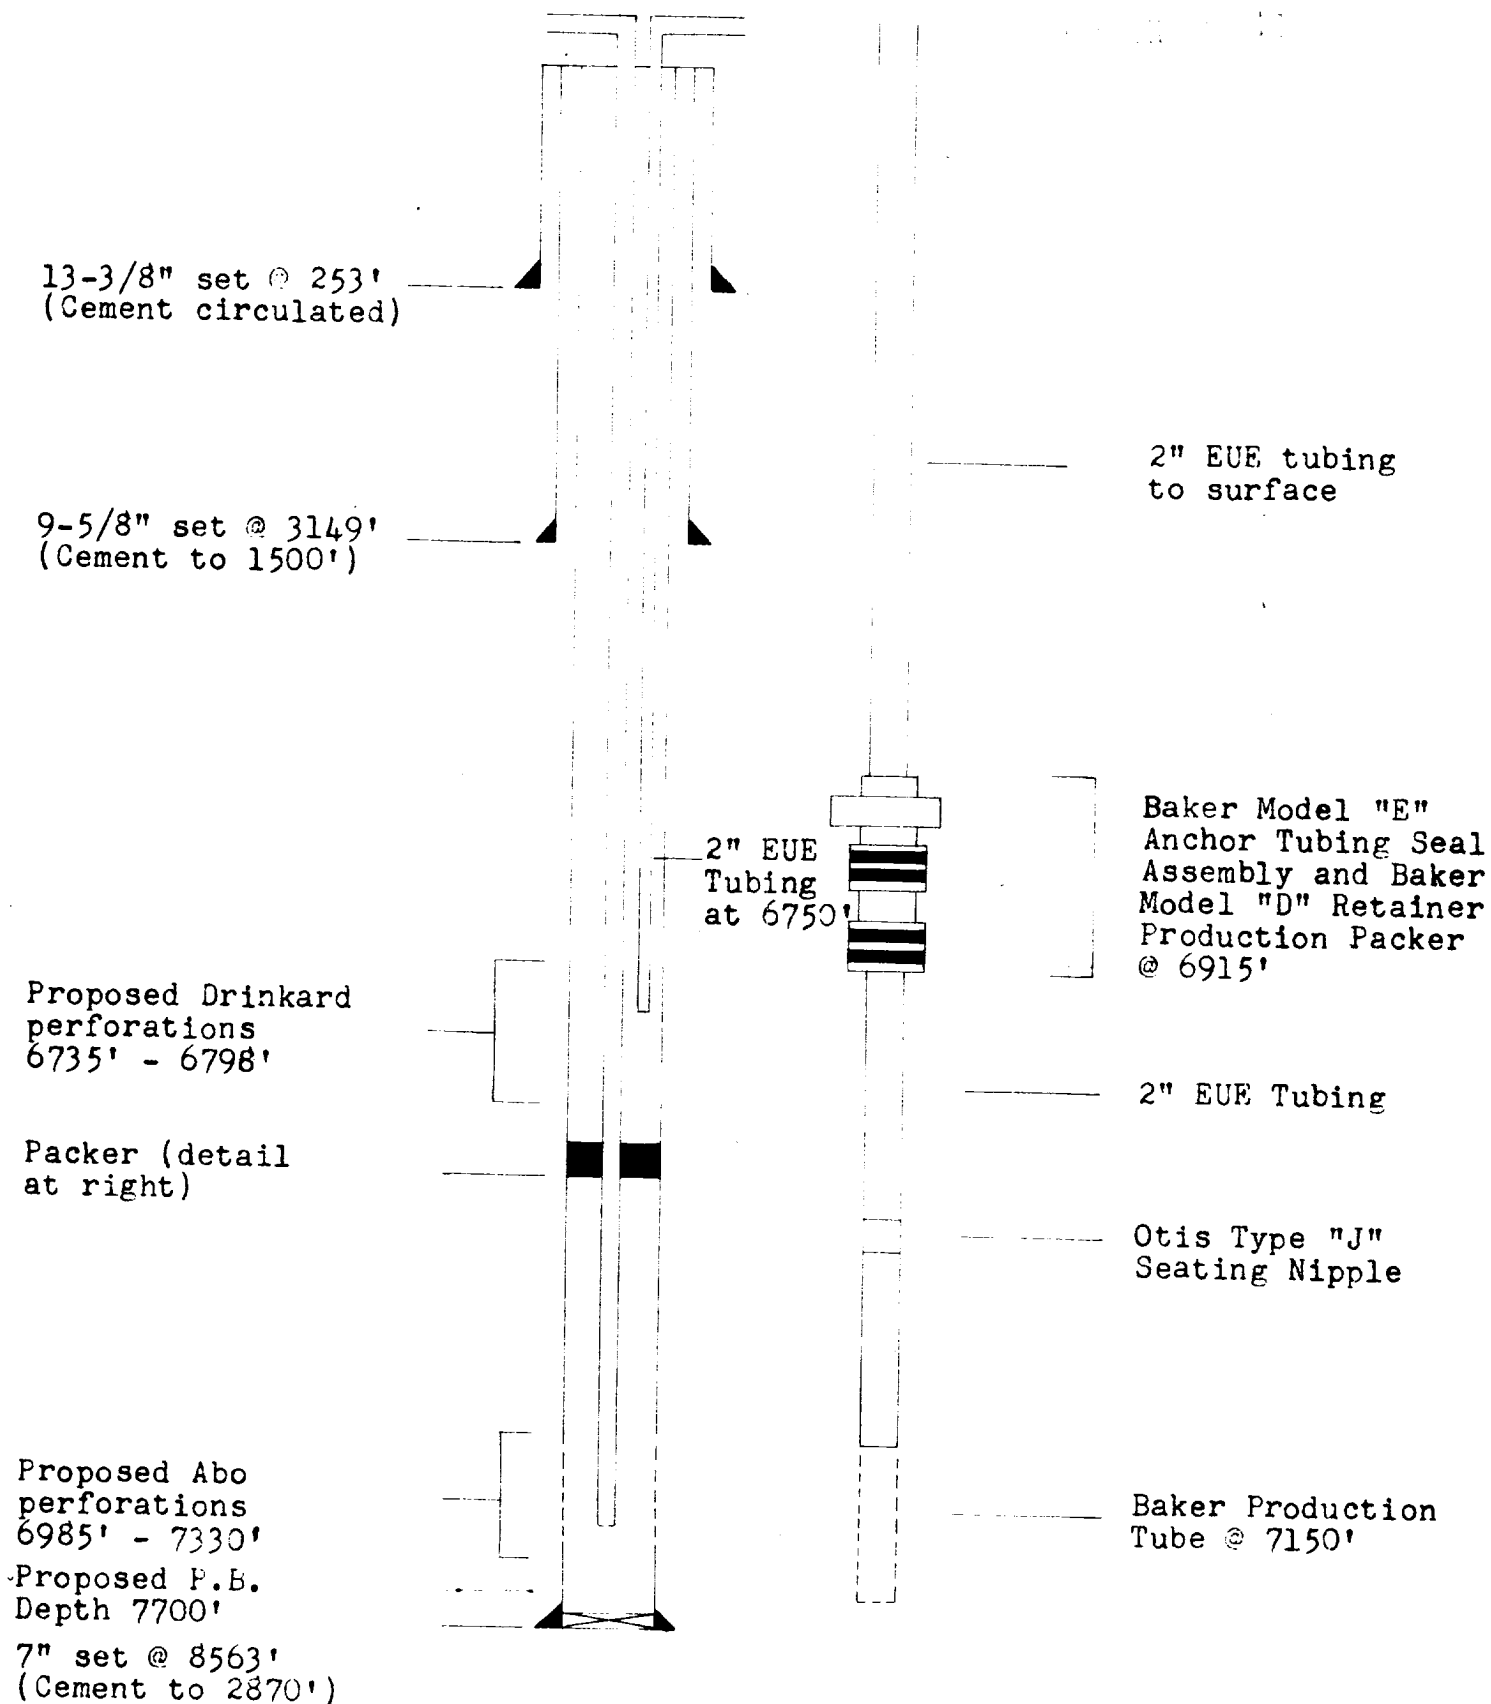 13-3/8" set @ 253'
(Cement circulated)
9-5/8" set @ 3149'
(Cement to 1500')
2" EUE tubing
to surface
2" EUE
Tubing
at 6750'
Baker Model "E"
Anchor Tubing Seal
Assembly and Baker
Model "D" Retainer
Production Packer
@ 6915'
Proposed Drinkard
perforations
6735' - 6798'
2" EUE Tubing
Packer (detail
at right)
Otis Type "J"
Seating Nipple
Proposed Abo
perforations
6985' - 7330'
Baker Production
Tube @ 7150'
Proposed P.B.
Depth 7700'
7" set @ 8563'
(Cement to 2870')